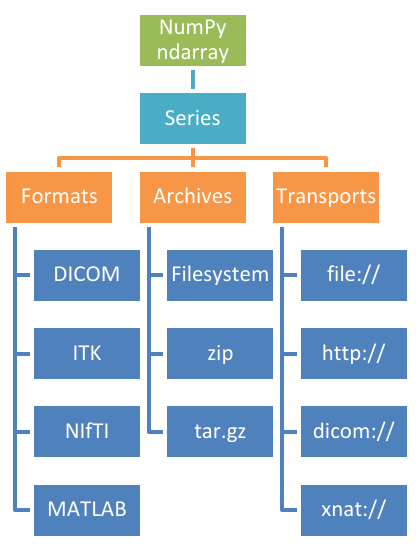 NumPy
ndarray
Series
Formats
Archives
Transports
DICOM
Filesystem
file://
ITK
zip
http://
NIfTI
tar.gz
dicom://
MATLAB
xnat://